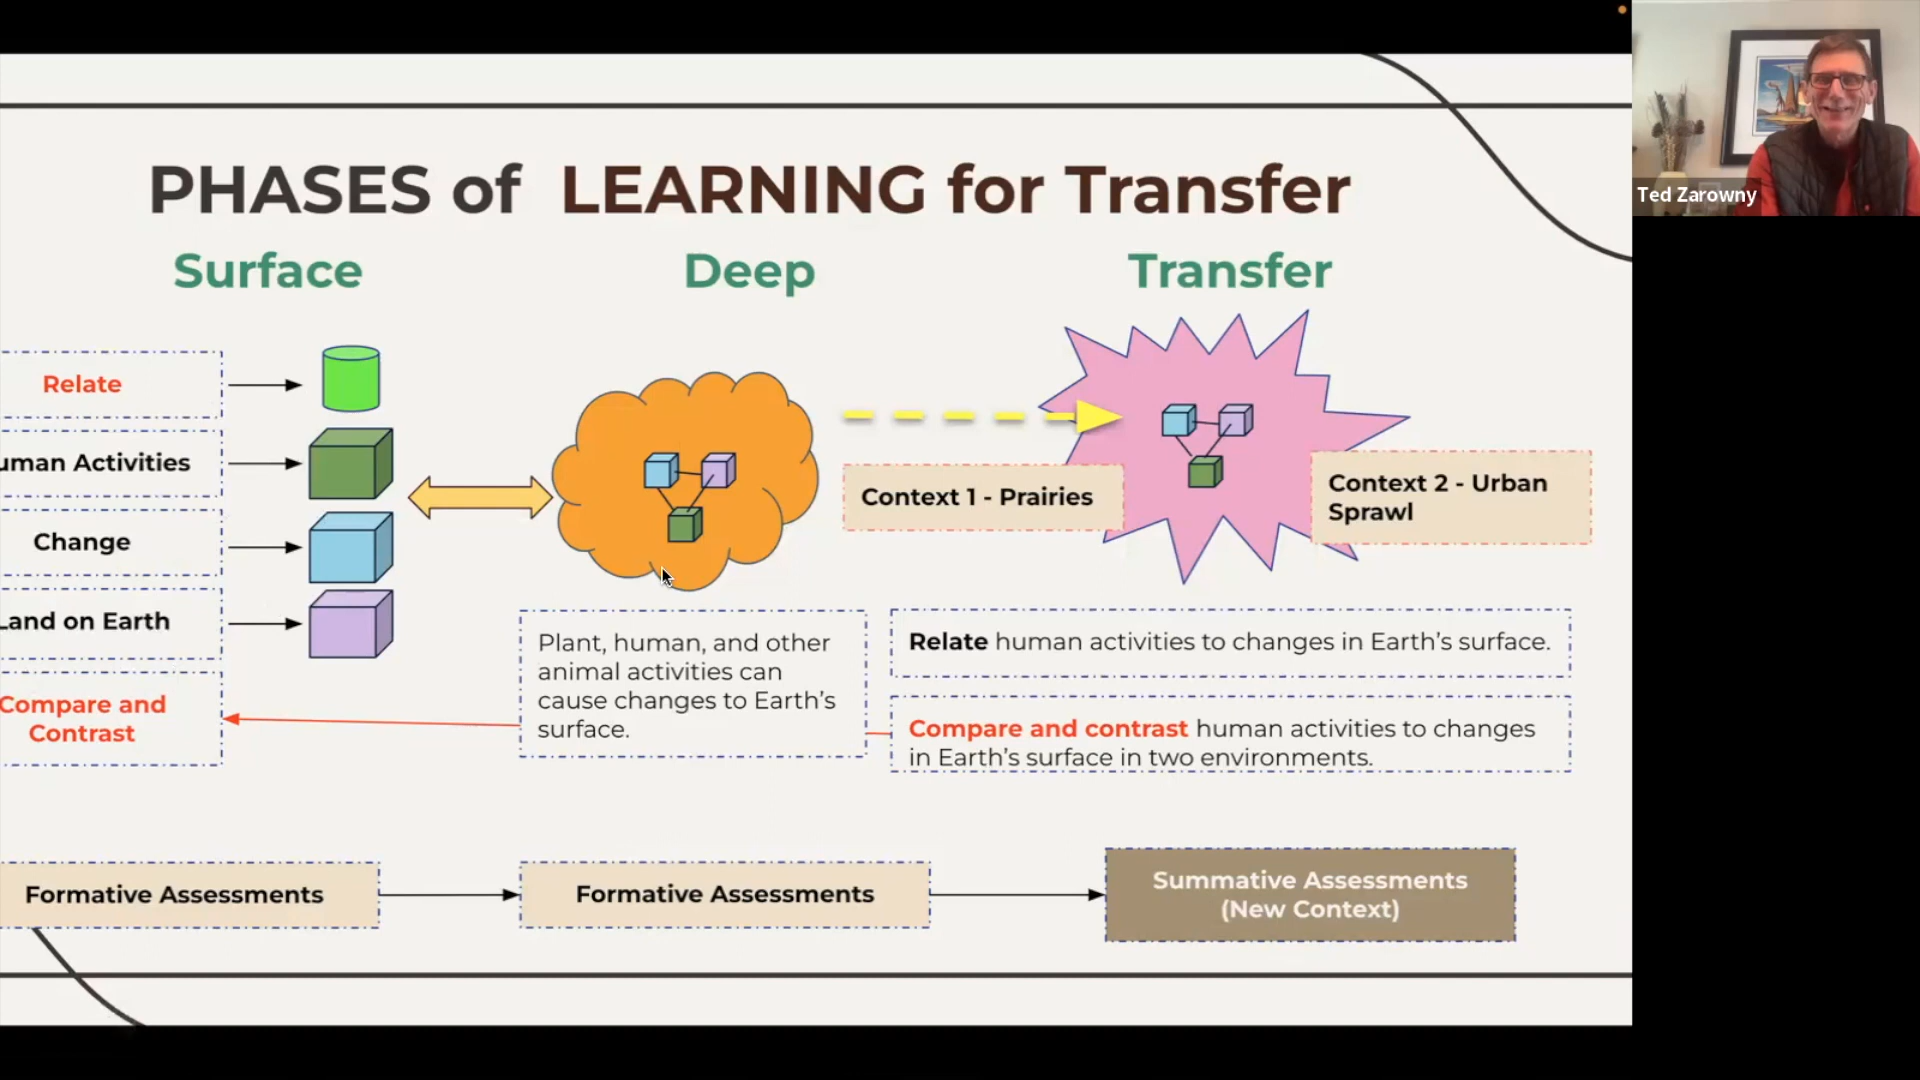 PHASES of LEARNING for Transfer
Surface
Deep
Transfer
Relate
uman Activities
Change
Land on Earth
Compare and
Contrast
Context 1 - Prairies
Context 2 - Urban
Sprawl
Plant, human, and other
animal activities can
cause changes to Earth’s
surface.
Relate human activities to changes in Earth’s surface.
Compare and contrast human activities to changes
in Earth’s surface in two environments.
Formative Assessments
Formative Assessments
Summative Assessments
(New Context)
Ted Zarowny